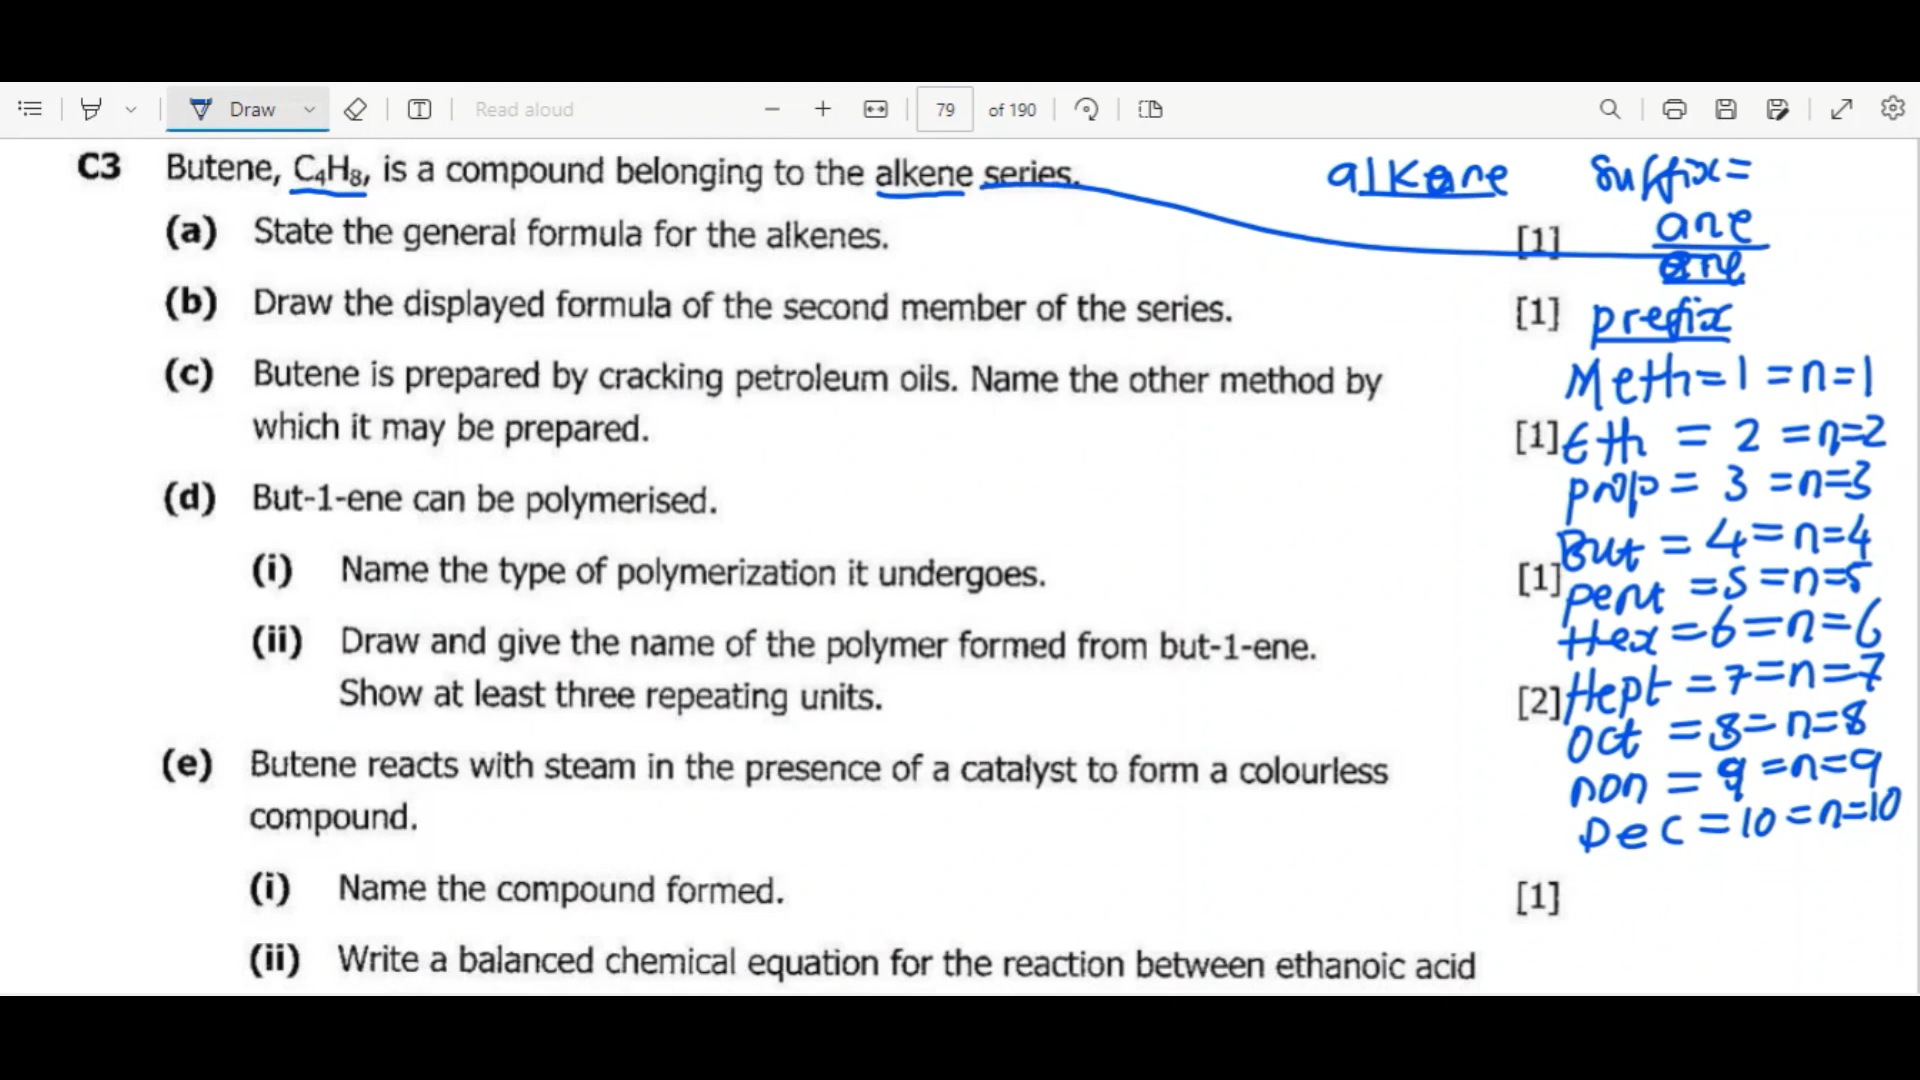 Draw
Read aloud
79 of 190
C3 Butene, C₄H₈, is a compound belonging to the alkene series.
(a) State the general formula for the alkenes. [1]
(b) Draw the displayed formula of the second member of the series. [1]
(c) Butene is prepared by cracking petroleum oils. Name the other method by
which it may be prepared. [1]
(d) But-1-ene can be polymerised.
(i) Name the type of polymerization it undergoes. [1]
(ii) Draw and give the name of the polymer formed from but-1-ene.
Show at least three repeating units. [2]
(e) Butene reacts with steam in the presence of a catalyst to form a colourless
compound.
(i) Name the compound formed. [1]
(ii) Write a balanced chemical equation for the reaction between ethanoic acid
suffix=
ane
prefix
Meth=1=n=1
Eth = 2 =n=2
prop = 3 =n=3
But = 4=n=4
pent =5=n=5
Hex =6=n=6
Hept =7=n=7
Oct =8=n=8
non = 9=n=9
Dec=10=n=10